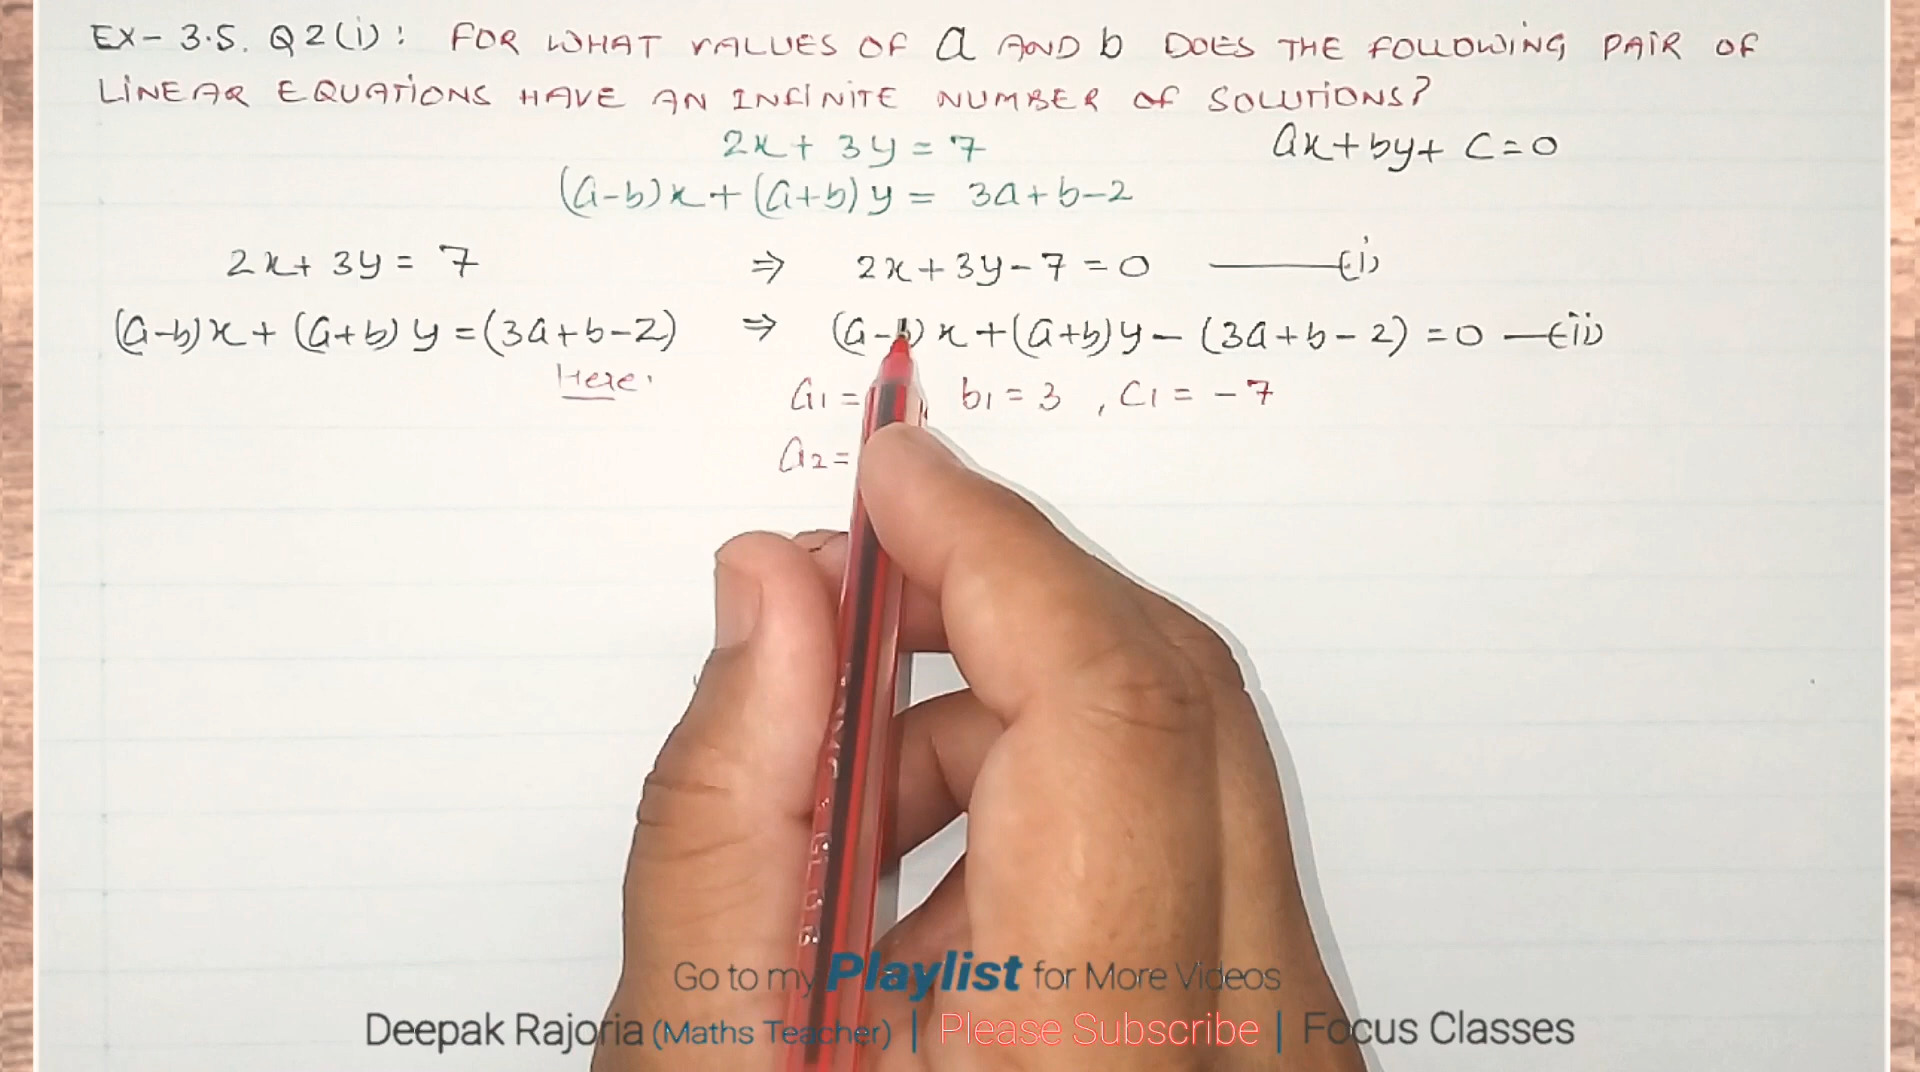 EX- 3.5. Q2(i): FOR WHAT VALUES OF a AND b DOES THE FOLLOWING PAIR OF
LINEAR EQUATIONS HAVE AN INFINITE NUMBER OF SOLUTIONS?
2x+ 3y = 7
ax+by+ c=0
(a-b)x+(a+b)y = 3a+b-2
2x+ 3y = 7 ⇒ 2x+3y-7=0 —(i)
(a-b)x+ (a+b)y =(3a+b-2) ⇒ (a-b)x+(a+b)y-(3a+b-2)=0 —(ii)
Here,
a1= b1=3 , c1= -7
a2=
Go to my Playlist for More Videos
Deepak Rajoria (Maths Teacher) | Please Subscribe | Focus Classes